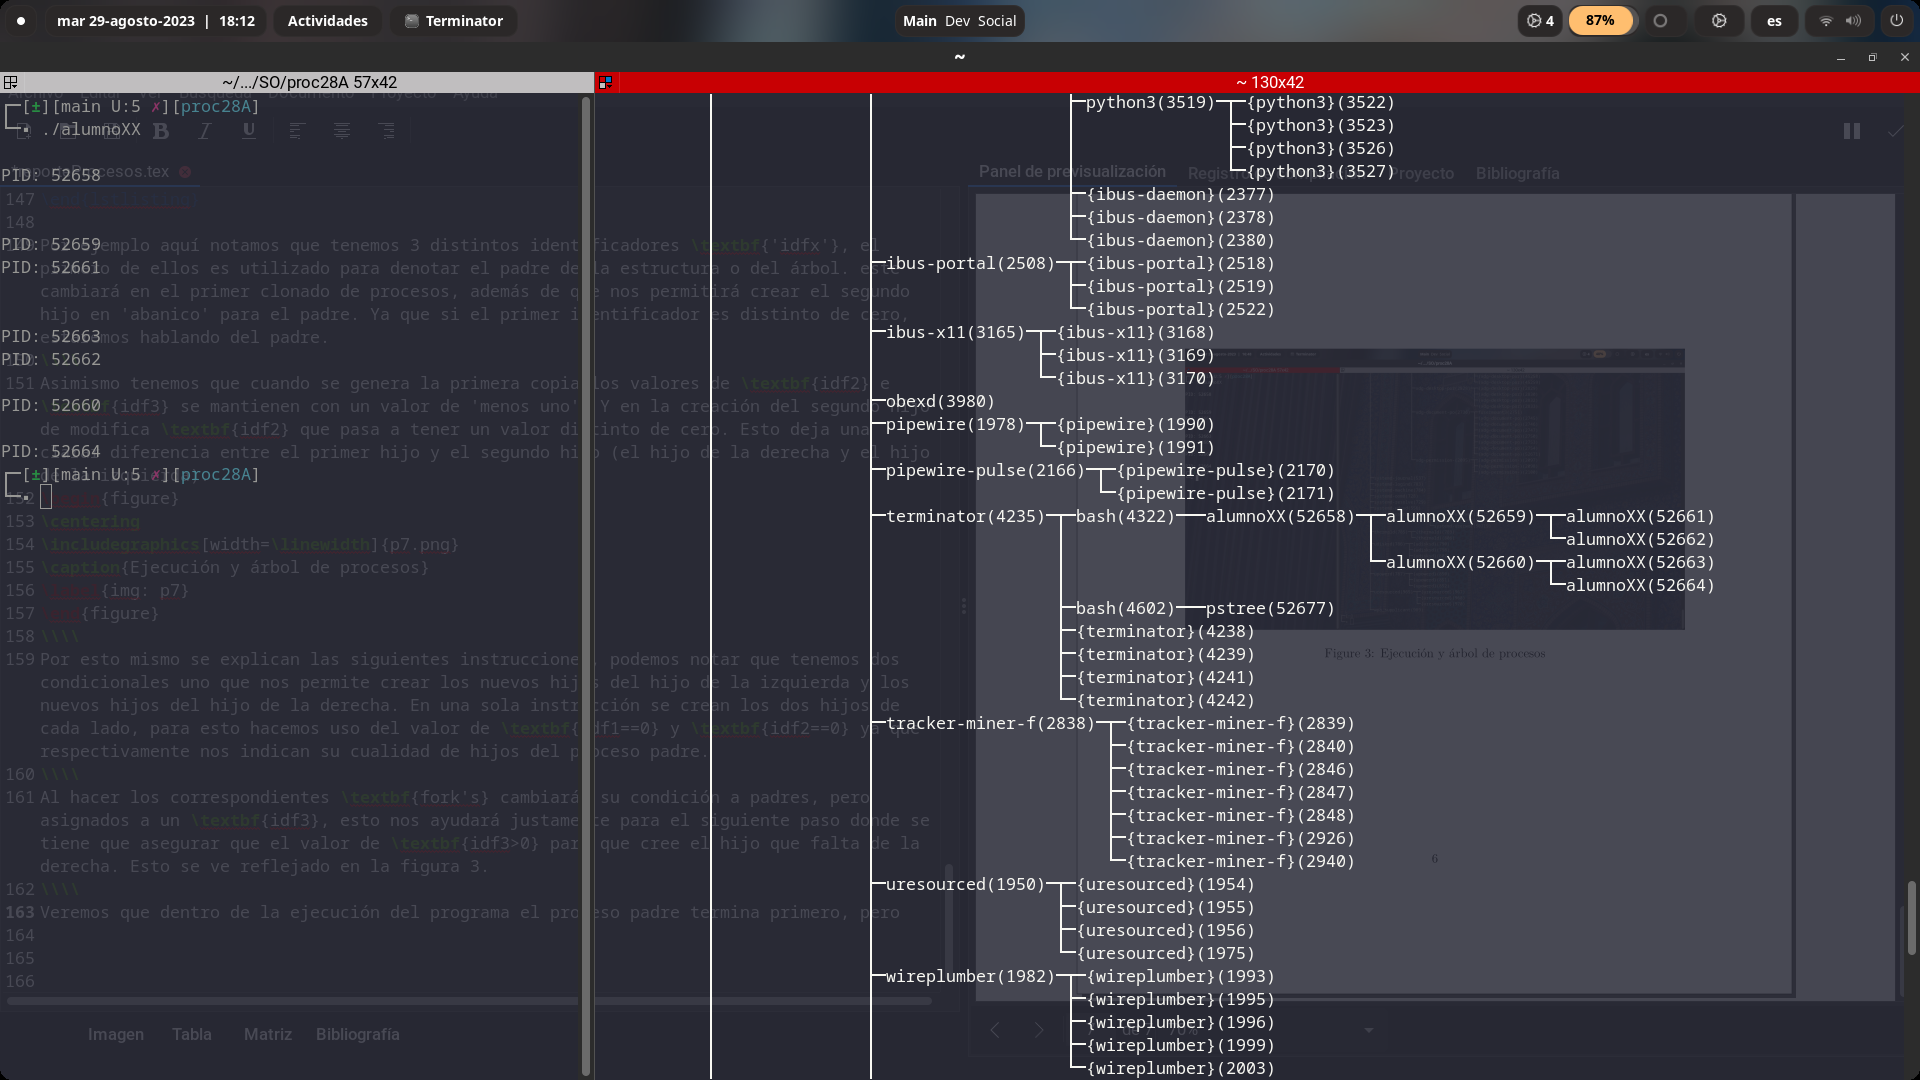 mar 29-agosto-2023 | 18:12
Actividades
Terminator
Main Dev Social
4
87%
es
~
~/.../SO/proc28A 57x42
[±][main U:5 ✗][proc28A]
./alumnoXX
PID: 52658
PID: 52659
PID: 52661
PID: 52663
PID: 52662
PID: 52660
PID: 52664
[±][main U:5 ✗][proc28A]
~ 130x42
python3(3519)─┬─{python3}(3522)
├─{python3}(3523)
├─{python3}(3526)
└─{python3}(3527)
├─{ibus-daemon}(2377)
├─{ibus-daemon}(2378)
└─{ibus-daemon}(2380)
├─ibus-portal(2508)─┬─{ibus-portal}(2518)
├─{ibus-portal}(2519)
└─{ibus-portal}(2522)
├─ibus-x11(3165)─┬─{ibus-x11}(3168)
├─{ibus-x11}(3169)
└─{ibus-x11}(3170)
├─obexd(3980)
├─pipewire(1978)─┬─{pipewire}(1990)
└─{pipewire}(1991)
├─pipewire-pulse(2166)─┬─{pipewire-pulse}(2170)
└─{pipewire-pulse}(2171)
├─terminator(4235)─┬─bash(4322)───alumnoXX(52658)─┬─alumnoXX(52659)─┬─alumnoXX(52661)
└─alumnoXX(52662)
└─alumnoXX(52660)─┬─alumnoXX(52663)
└─alumnoXX(52664)
├─bash(4602)───pstree(52677)
├─{terminator}(4238)
├─{terminator}(4239)
├─{terminator}(4241)
└─{terminator}(4242)
├─tracker-miner-f(2838)─┬─{tracker-miner-f}(2839)
├─{tracker-miner-f}(2840)
├─{tracker-miner-f}(2846)
├─{tracker-miner-f}(2847)
├─{tracker-miner-f}(2848)
├─{tracker-miner-f}(2926)
└─{tracker-miner-f}(2940)
├─uresourced(1950)─┬─{uresourced}(1954)
├─{uresourced}(1955)
├─{uresourced}(1956)
└─{uresourced}(1975)
├─wireplumber(1982)─┬─{wireplumber}(1993)
├─{wireplumber}(1995)
├─{wireplumber}(1996)
├─{wireplumber}(1999)
└─{wireplumber}(2003)
147
148
ejemplo aquí notamos que tenemos 3 distintos identificadores \textbf{'idfx'}, el
de ellos es utilizado para denotar el padre de la estructura o del árbol.
cambiará en el primer clonado de procesos, además de que nos permitirá crear el segundo
hijo en 'abanico' para el padre. Ya que si el primer identificador es distinto de cero,
hablando del padre.
151 Asimismo tenemos que cuando se genera la primera copia los valores de \textbf{idf2} e
{idf3} se mantienen con un valor de 'menos uno' Y en la creación del segundo hijo
de modifica \textbf{idf2} que pasa a tener un valor distinto de cero. Esto deja una
diferencia entre el primer hijo y el segundo hijo (el hijo de la derecha y el hijo
152 {figure}
153 \centering
154 \includegraphics[width=\linewidth]{p7.png}
155 \caption{Ejecución y árbol de procesos}
156 {img: p7}
157 {figure}
158 \\\\
159 Por esto mismo se explican las siguientes instrucciones, podemos notar que tenemos dos
condicionales uno que nos permite crear los nuevos hijos del hijo de la izquierda y los
nuevos hijos del hijo de la derecha. En una sola instrucción se crean los dos hijos de
cada lado, para esto hacemos uso del valor de \textbf{idf1==0} y \textbf{idf2==0} ya que
respectivamente nos indican su cualidad de hijos del proceso padre.
160 \\\\
161 Al hacer los correspondientes \textbf{fork's} cambiará su condición a padres, pero
asignados a un \textbf{idf3}, esto nos ayudará justamente para el siguiente paso donde se
tiene que asegurar que el valor de \textbf{idf3>0} para que cree el hijo que falta de la
derecha. Esto se ve reflejado en la figura 3.
162 \\\\
163 Veremos que dentro de la ejecución del programa el proceso padre termina primero, pero
164
165
166
Imagen Tabla Matriz Bibliografía
Panel de previsualización
Proyecto
Bibliografía
Figure 3: Ejecución y árbol de procesos
6